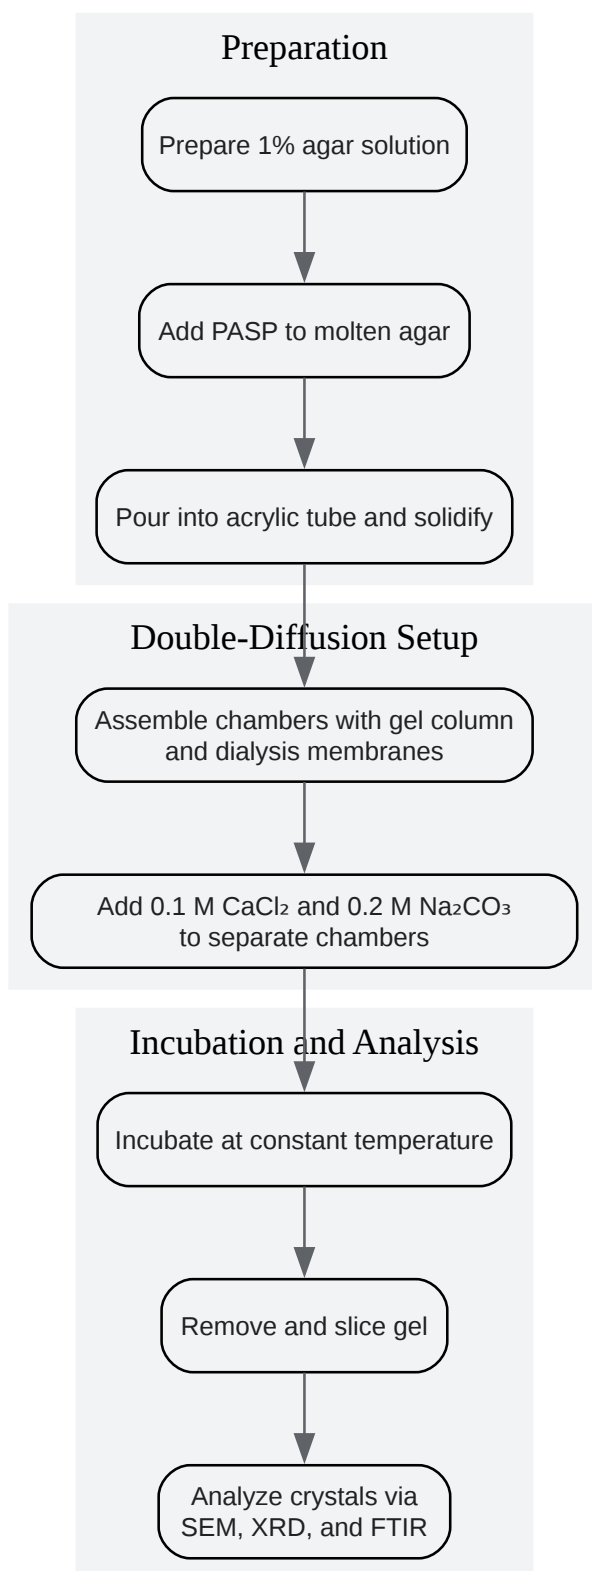 Preparation
Prepare 1% agar solution
Add PASP to molten agar
Pour into acrylic tube and solidify
Double-Diffusion Setup
Assemble chambers with gel column
and dialysis membranes
Add 0.1 M CaCl₂ and 0.2 M Na₂CO₃
to separate chambers
Incubation and Analysis
Incubate at constant temperature
Remove and slice gel
Analyze crystals via
SEM, XRD, and FTIR